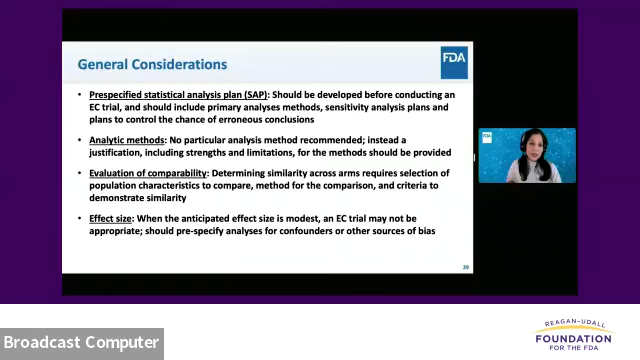 General Considerations
FDA
• Prespecified statistical analysis plan (SAP): Should be developed before conducting an
EC trial, and should include primary analyses methods, sensitivity analysis plans and
plans to control the chance of erroneous conclusions
• Analytic methods: No particular analysis method recommended; instead a
justification, including strengths and limitations, for the methods should be provided
• Evaluation of comparability: Determining similarity across arms requires selection of
population characteristics to compare, method for the comparison, and criteria to
demonstrate similarity
• Effect size: When the anticipated effect size is modest, an EC trial may not be
appropriate; should pre-specify analyses for confounders or other sources of bias
29
FDA
Broadcast Computer
REAGAN-UDALL
FOUNDATION
FOR THE FDA